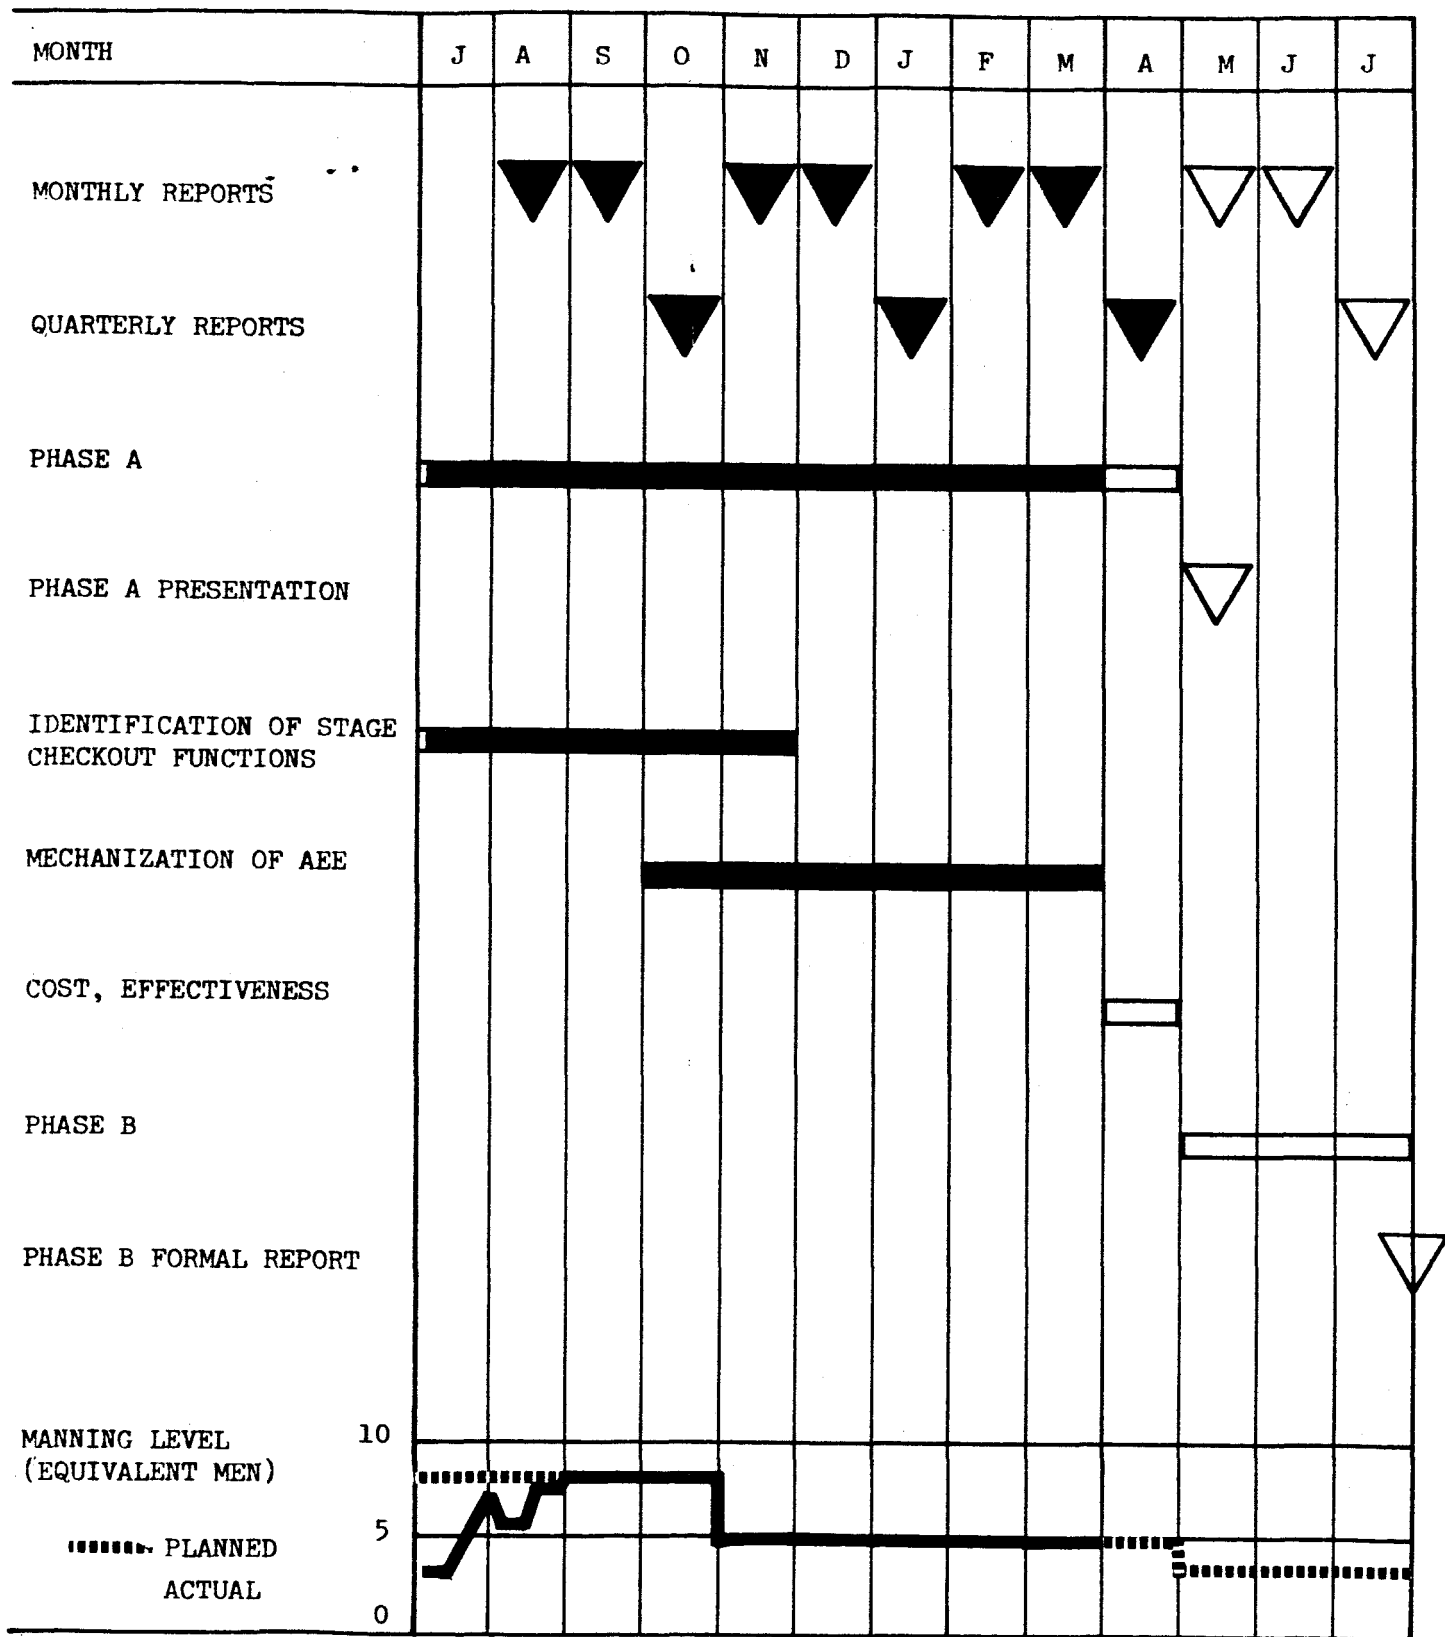 MONTH J A S O N D J F M A M J J
MONTHLY REPORTS
QUARTERLY REPORTS
PHASE A
PHASE A PRESENTATION
IDENTIFICATION OF STAGE
CHECKOUT FUNCTIONS
MECHANIZATION OF AEE
COST, EFFECTIVENESS
PHASE B
PHASE B FORMAL REPORT
MANNING LEVEL 10
(EQUIVALENT MEN)
5
PLANNED
ACTUAL
0